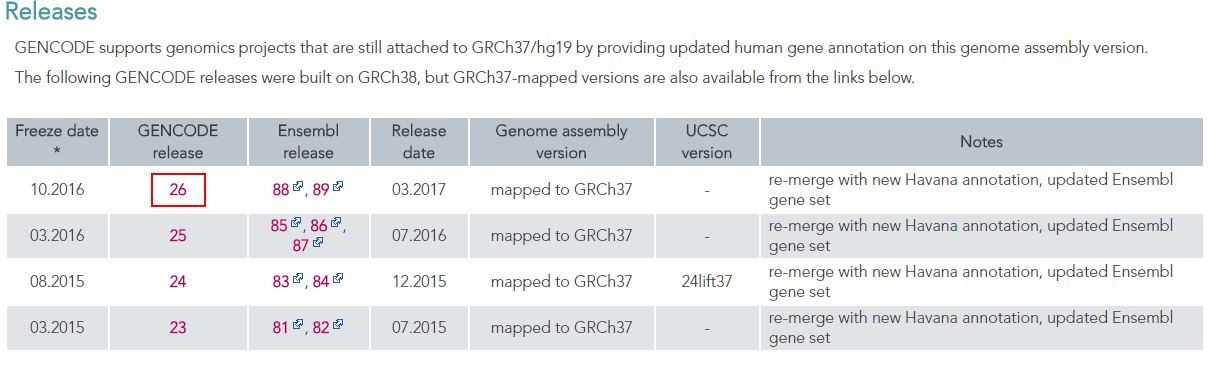 Releases
GENCODE supports genomics projects that are still attached to GRCh37/hg19 by providing updated human gene annotation on this genome assembly version.
The following GENCODE releases were built on GRCh38, but GRCh37-mapped versions are also available from the links below.
Freeze date * GENCODE release Ensembl release Release date Genome assembly version UCSC version Notes
10.2016 26 88, 89 03.2017 mapped to GRCh37 - re-merge with new Havana annotation, updated Ensembl gene set
03.2016 25 85, 86, 87 07.2016 mapped to GRCh37 - re-merge with new Havana annotation, updated Ensembl gene set
08.2015 24 83, 84 12.2015 mapped to GRCh37 24lift37 re-merge with new Havana annotation, updated Ensembl gene set
03.2015 23 81, 82 07.2015 mapped to GRCh37 - re-merge with new Havana annotation, updated Ensembl gene set